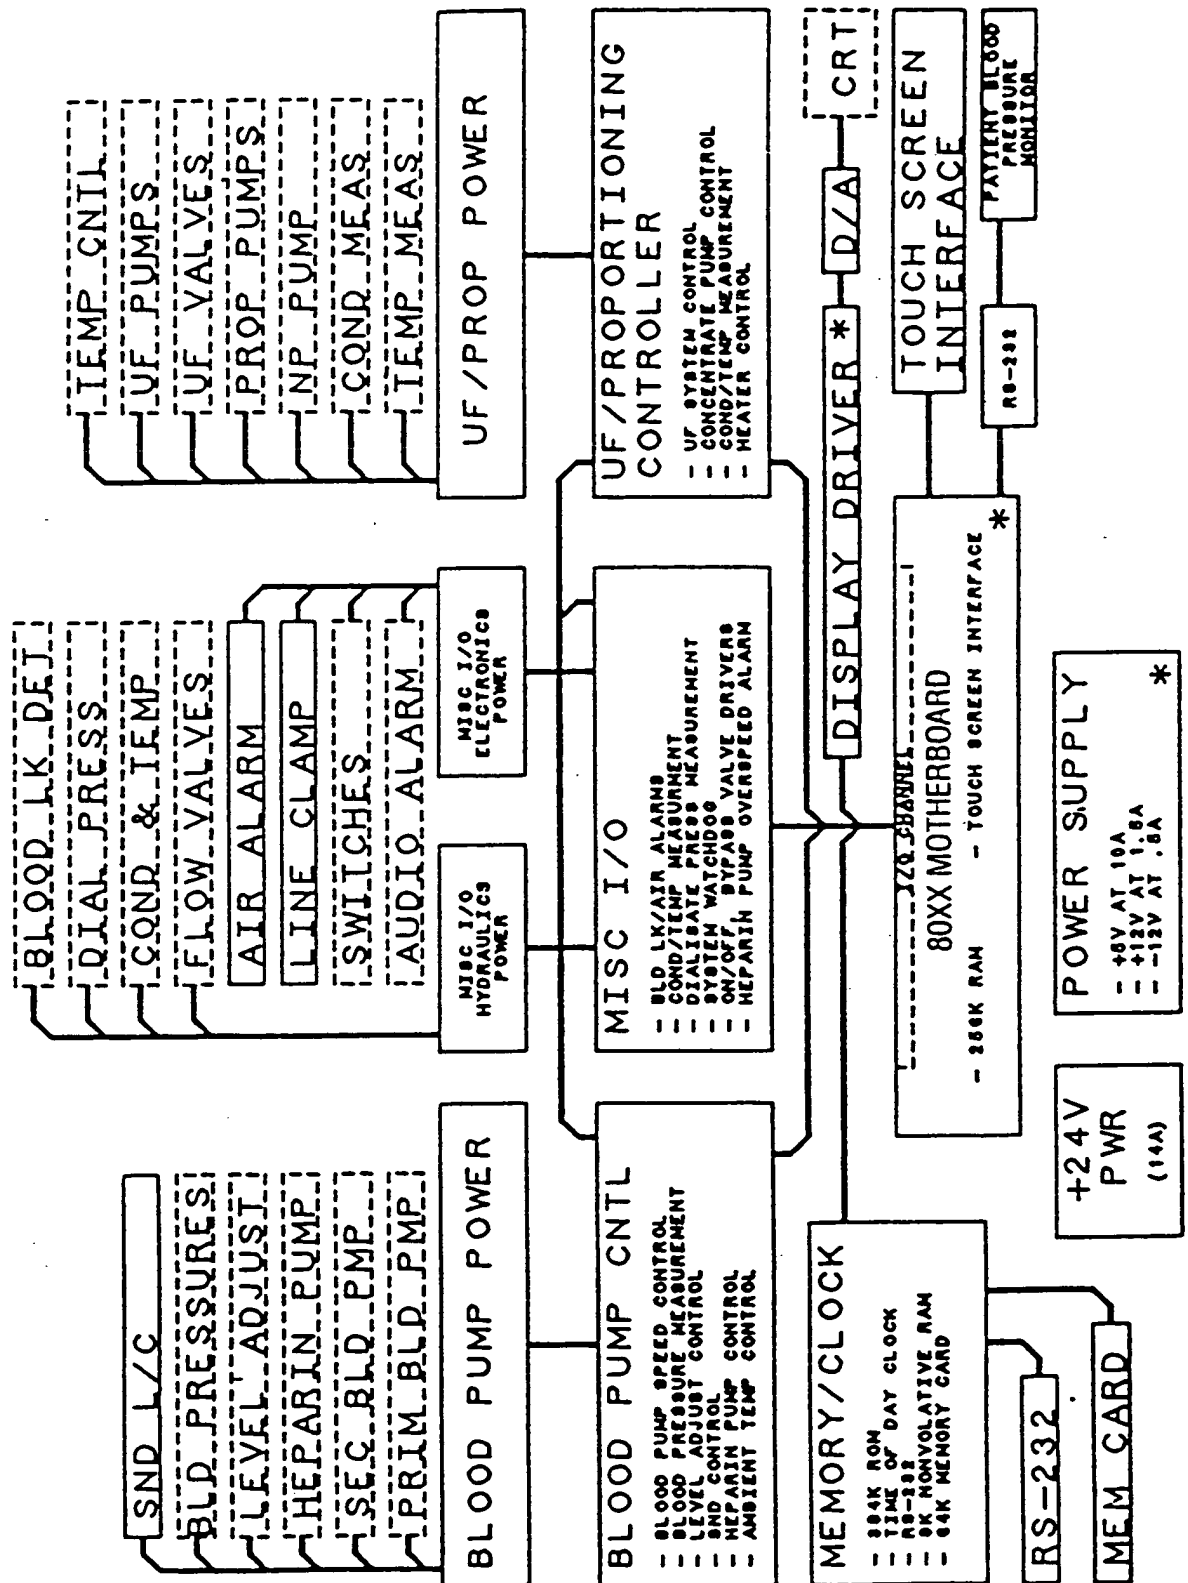 SND L/C
BLD PRESSURES
LEVEL ADJUST
HEPARIN PUMP
SEC BLD PMP
PRIM BLD PMP
BLOOD PUMP POWER
BLOOD LK DET
DIAL PRESS
COND & TEMP
FLOW VALVES
AIR ALARM
LINE CLAMP
SWITCHES
AUDIO ALARM
MISC I/O
HYDRAULICS
POWER
MISC I/O
ELECTRONICS
POWER
TEMP CNTL
UF PUMPS
UF VALVES
PROP PUMPS
NP PUMP
COND MEAS
TEMP MEAS
UF/PROP POWER
BLOOD PUMP CNTL
- BLOOD PUMP SPEED CONTROL
- BLOOD PRESSURE MEASUREMENT
- LEVEL ADJUST CONTROL
- SND CONTROL
- HEPARIN PUMP CONTROL
- AMBIENT TEMP CONTROL
MISC I/O
- BLD LK/AIR ALARMS
- COND/TEMP MEASURMENT
- DIALISATE PRESS MEASUREMENT
- SYSTEM WATCHDOG
- ON/OFF, BYPASS VALVE DRIVERS
- HEPARIN PUMP OVERSPEED ALARM
UF/PROPORTIONING
CONTROLLER
- UF SYSTEM CONTROL
- CONCENTRATE PUMP CONTROL
- COND/TEMP MEASUREMENT
- HEATER CONTROL
MEMORY/CLOCK
- 384K ROM
- TIME OF DAY CLOCK
- RS-232
- 8K NONVOLATIVE RAM
- 64K MEMORY CARD
DISPLAY DRIVER *
D/A
CRT
I/O CHANNEL
80XX MOTHERBOARD
- 256K RAM
- TOUCH SCREEN INTERFACE
*
TOUCH SCREEN
INTERFACE
RS-232
PATIENT BLOOD
PRESSURE
MONITOR
RS-232
MEM CARD
+24V
PWR
(14A)
POWER SUPPLY
- +5V AT 10A
- +12V AT 1.5A
- -12V AT .5A
*